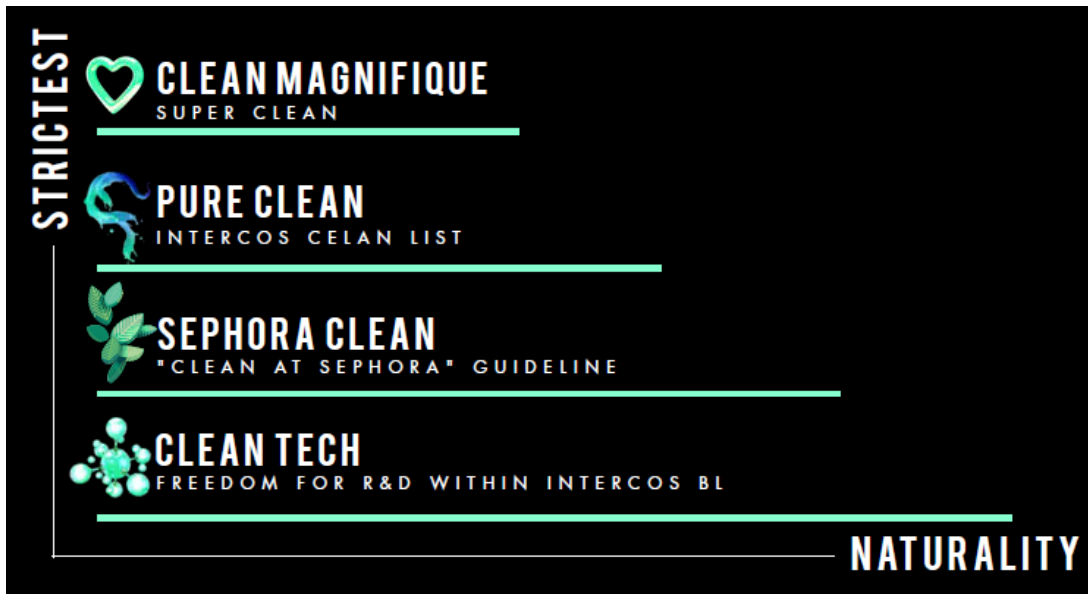 STRICTEST
CLEAN MAGNIFIQUE
SUPER CLEAN
PURE CLEAN
INTERCOS CELAN LIST
SEPHORA CLEAN
"CLEAN AT SEPHORA" GUIDELINE
CLEAN TECH
FREEDOM FOR R&D WITHIN INTERCOS BL
NATURALITY